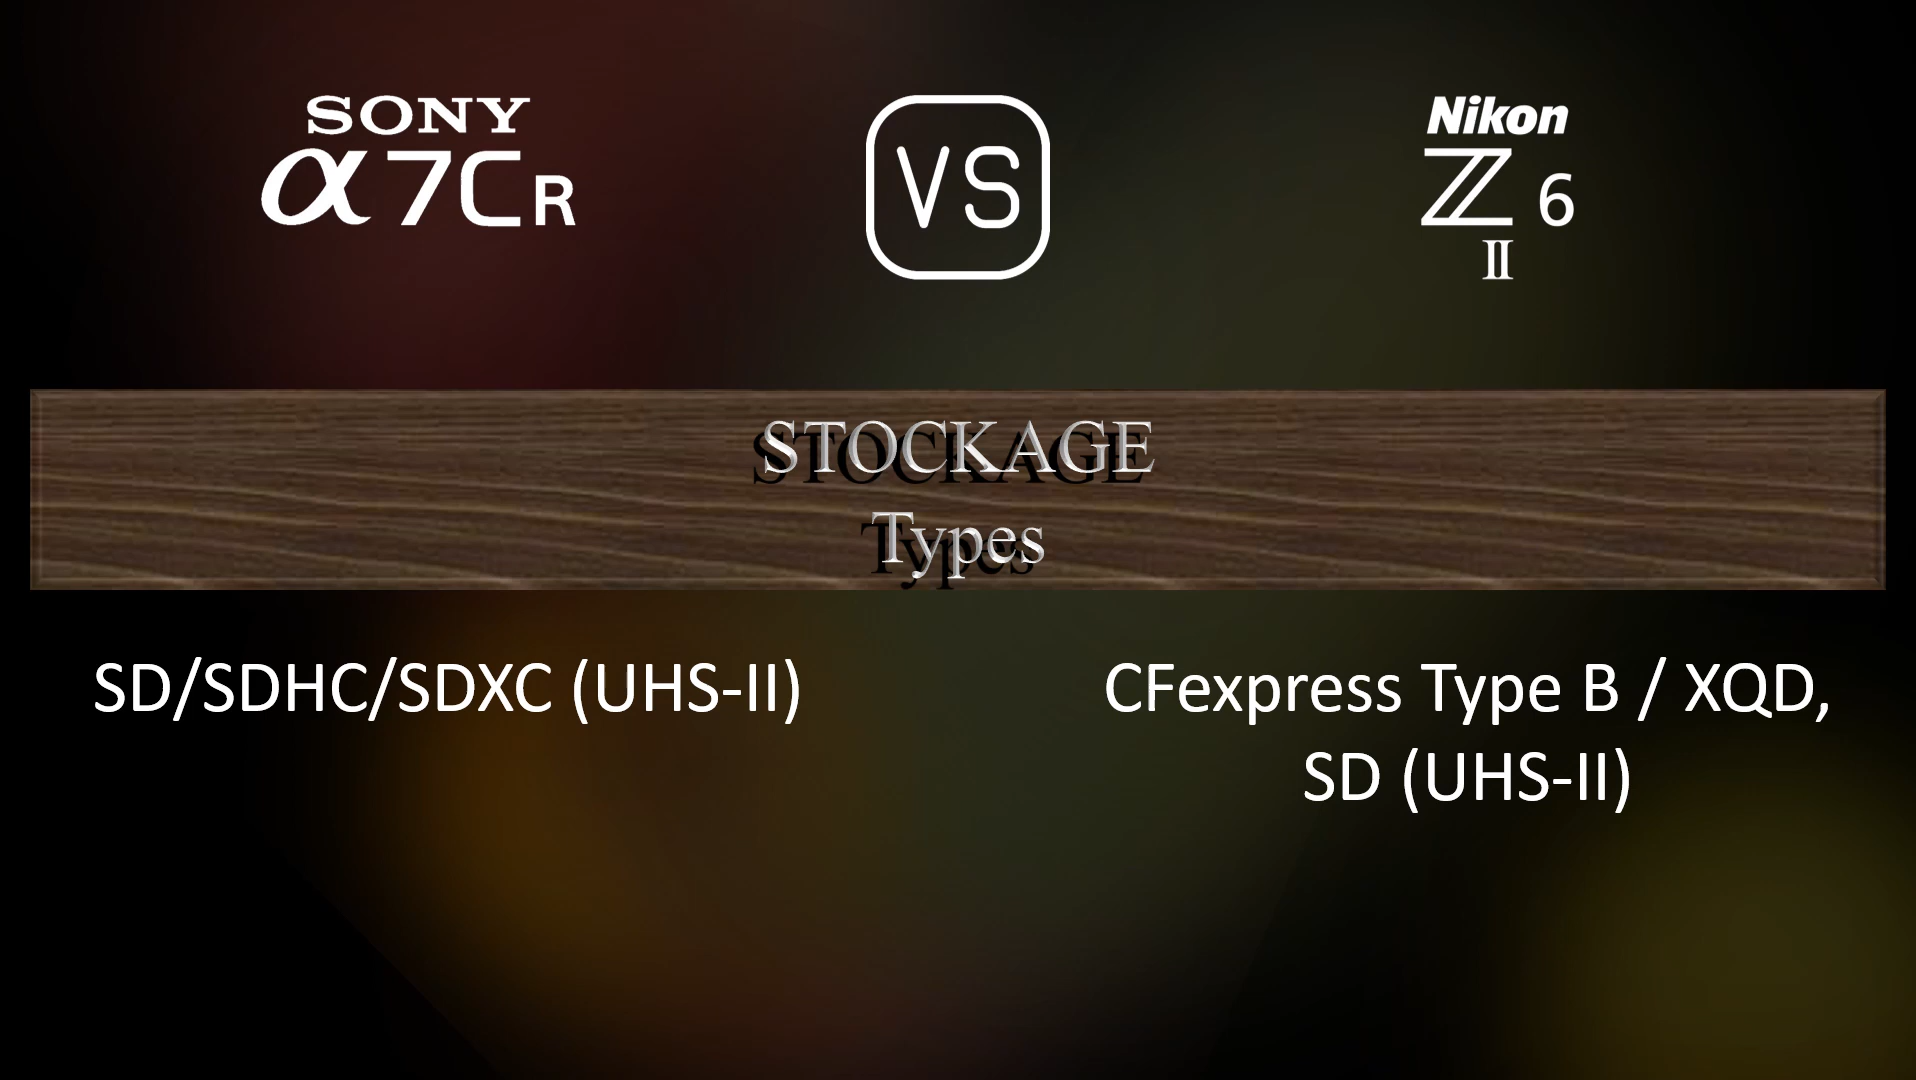 SONY
α7CR
VS
Nikon
Z 6
II
STOCKAGE
Types
SD/SDHC/SDXC (UHS-II)
CFexpress Type B / XQD,
SD (UHS-II)